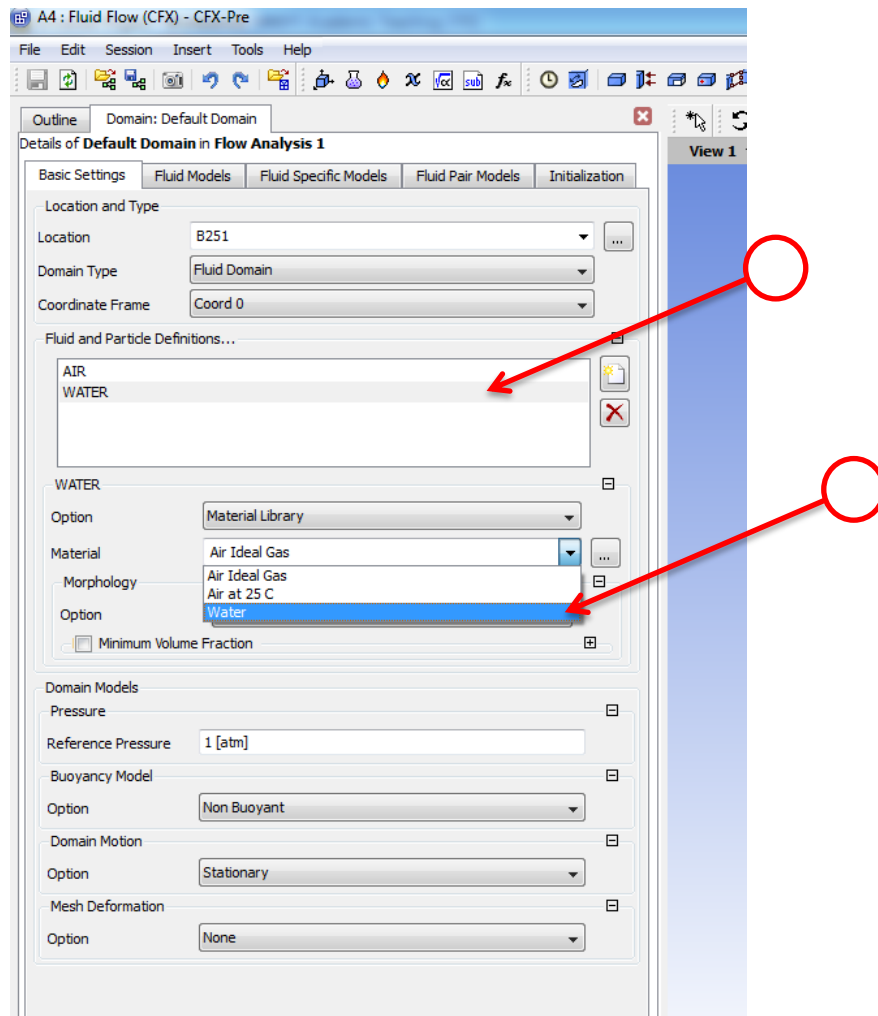 A4 : Fluid Flow (CFX) - CFX-Pre
File Edit Session Insert Tools Help
Outline Domain: Default Domain
Details of Default Domain in Flow Analysis 1
View 1
Basic Settings Fluid Models Fluid Specific Models Fluid Pair Models Initialization
Location and Type
Location B251 ...
Domain Type Fluid Domain
Coordinate Frame Coord 0
Fluid and Particle Definitions...
AIR
WATER
WATER
Option Material Library
Material Air Ideal Gas ...
Air Ideal Gas
Morphology
Air at 25 C
Option Water
Minimum Volume Fraction
Domain Models
Pressure
Reference Pressure 1 [atm]
Buoyancy Model
Option Non Buoyant
Domain Motion
Option Stationary
Mesh Deformation
Option None